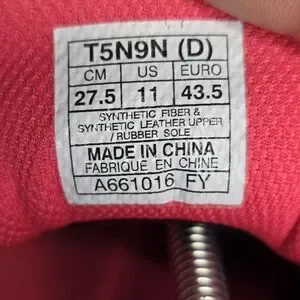 T5N9N (D)
CM US EURO
27.5 11 43.5
SYNTHETIC FIBER &
SYNTHETIC LEATHER UPPER
/ RUBBER SOLE
MADE IN CHINA
FABRIQUE EN CHINE
A661016 FY